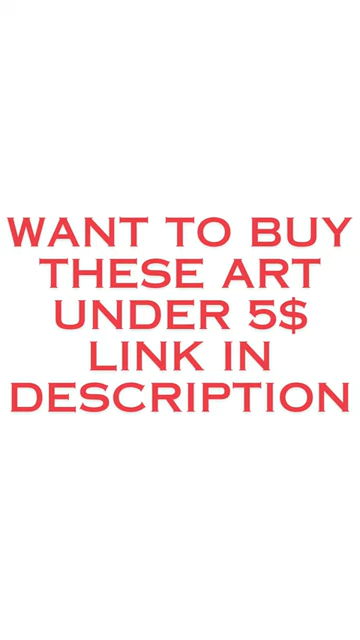 WANT TO BUY
THESE ART
UNDER 5$
LINK IN
DESCRIPTION